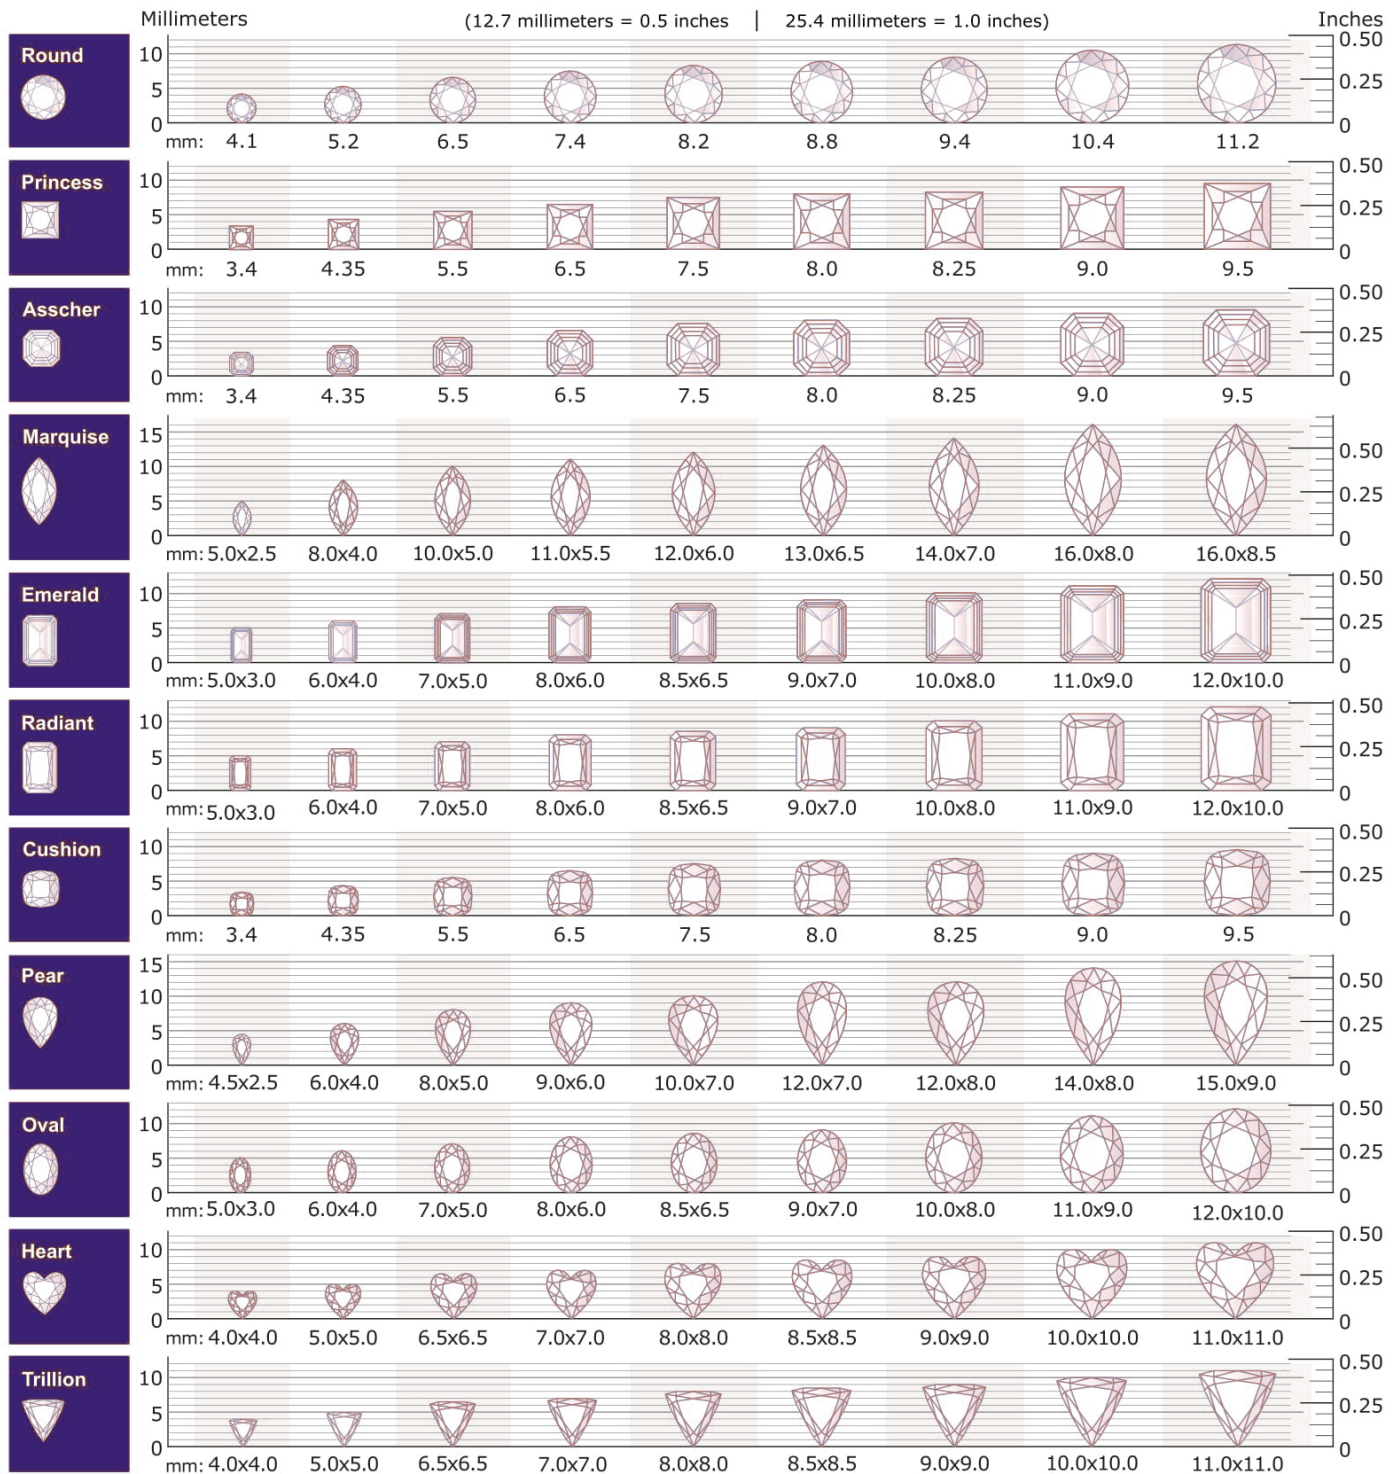 Millimeters (12.7 millimeters = 0.5 inches | 25.4 millimeters = 1.0 inches) Inches
Round
10
5
0
0.50
0.25
0
mm: 4.1 5.2 6.5 7.4 8.2 8.8 9.4 10.4 11.2
Princess
10
5
0
0.50
0.25
0
mm: 3.4 4.35 5.5 6.5 7.5 8.0 8.25 9.0 9.5
Asscher
10
5
0
0.50
0.25
0
mm: 3.4 4.35 5.5 6.5 7.5 8.0 8.25 9.0 9.5
Marquise
15
10
5
0
0.50
0.25
0
mm: 5.0x2.5 8.0x4.0 10.0x5.0 11.0x5.5 12.0x6.0 13.0x6.5 14.0x7.0 16.0x8.0 16.0x8.5
Emerald
10
5
0
0.50
0.25
0
mm: 5.0x3.0 6.0x4.0 7.0x5.0 8.0x6.0 8.5x6.5 9.0x7.0 10.0x8.0 11.0x9.0 12.0x10.0
Radiant
10
5
0
0.50
0.25
0
mm: 5.0x3.0 6.0x4.0 7.0x5.0 8.0x6.0 8.5x6.5 9.0x7.0 10.0x8.0 11.0x9.0 12.0x10.0
Cushion
10
5
0
0.50
0.25
0
mm: 3.4 4.35 5.5 6.5 7.5 8.0 8.25 9.0 9.5
Pear
15
10
5
0
0.50
0.25
0
mm: 4.5x2.5 6.0x4.0 8.0x5.0 9.0x6.0 10.0x7.0 12.0x7.0 12.0x8.0 14.0x8.0 15.0x9.0
Oval
10
5
0
0.50
0.25
0
mm: 5.0x3.0 6.0x4.0 7.0x5.0 8.0x6.0 8.5x6.5 9.0x7.0 10.0x8.0 11.0x9.0 12.0x10.0
Heart
10
5
0
0.50
0.25
0
mm: 4.0x4.0 5.0x5.0 6.5x6.5 7.0x7.0 8.0x8.0 8.5x8.5 9.0x9.0 10.0x10.0 11.0x11.0
Trillion
10
5
0
0.50
0.25
0
mm: 4.0x4.0 5.0x5.0 6.5x6.5 7.0x7.0 8.0x8.0 8.5x8.5 9.0x9.0 10.0x10.0 11.0x11.0